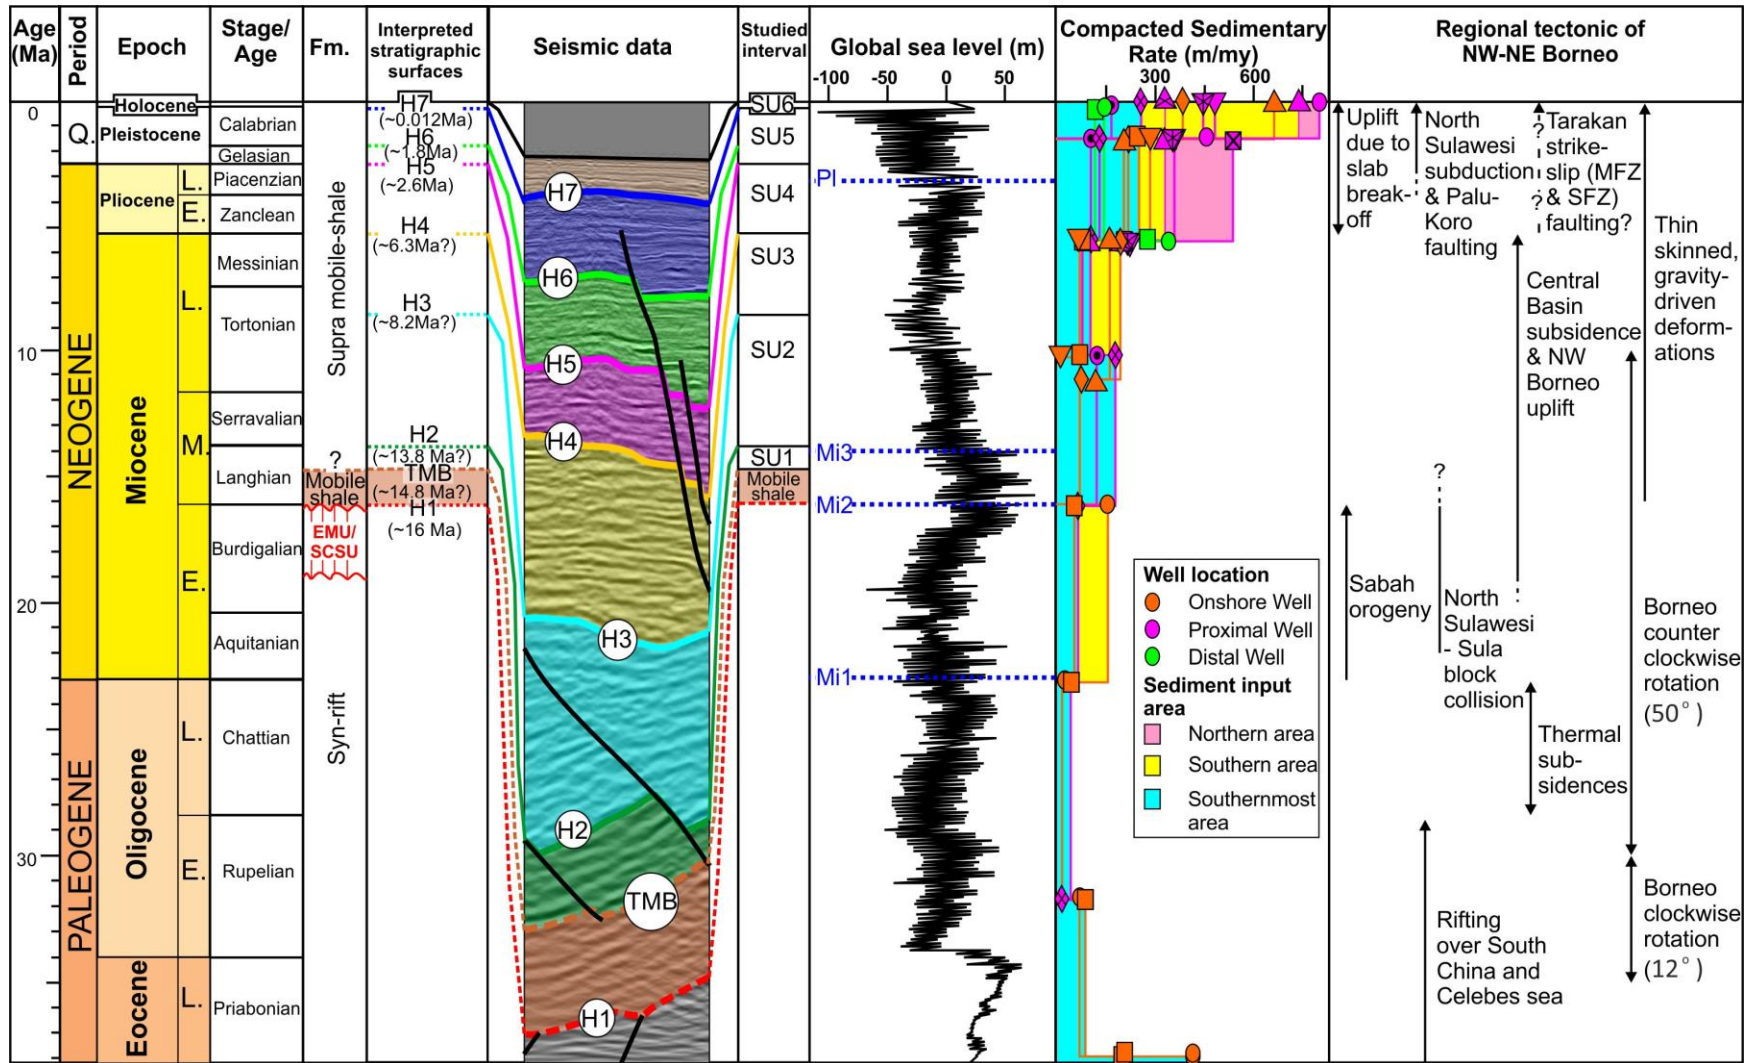 Age
(Ma)
Period
Epoch
Stage/
Age
Fm.
Interpreted
stratigraphic
surfaces
Seismic data
Studied
interval
Global sea level (m)
-100
-50
0
50
Compacted Sedimentary
Rate (m/my)
300
600
Regional tectonic of
NW-NE Borneo
0
10
20
30
Q.
NEOGENE
PALEOGENE
Holocene
Pleistocene
Pliocene
Miocene
Oligocene
Eocene
L.
E.
L.
M.
E.
L.
E.
L.
Calabrian
Gelasian
Piacenzian
Zanclean
Messinian
Tortonian
Serravalian
Langhian
Burdigalian
Aquitanian
Chattian
Rupelian
Priabonian
Supra mobile-shale
?
Mobile
shale
EMU/
SCSU
Syn-rift
H7
(~0.012Ma)
H6
(~1.8Ma)
H5
(~2.6Ma)
H4
(~6.3Ma?)
H3
(~8.2Ma?)
H2
(~13.8 Ma?)
TMB
(~14.8 Ma?)
H1
(~16 Ma)
H7
H6
H5
H4
H3
H2
TMB
H1
SU6
SU5
SU4
SU3
SU2
SU1
Mobile
shale
Pl
Mi3
Mi2
Mi1
Well location
Onshore Well
Proximal Well
Distal Well
Sediment input
area
Northern area
Southern area
Southernmost
area
Uplift
due to
slab
break-
off
North
Sulawesi
subduction
& Palu-
Koro
faulting
?
?
Tarakan
strike-
slip (MFZ
& SFZ)
faulting?
Thin
skinned,
gravity-
driven
deform-
ations
Central
Basin
subsidence
& NW
Borneo
uplift
?
Sabah
orogeny
North
Sulawesi
- Sula
block
collision
Borneo
counter
clockwise
rotation
(50°)
Thermal
sub-
sidences
Rifting
over South
China and
Celebes sea
Borneo
clockwise
rotation
(12°)